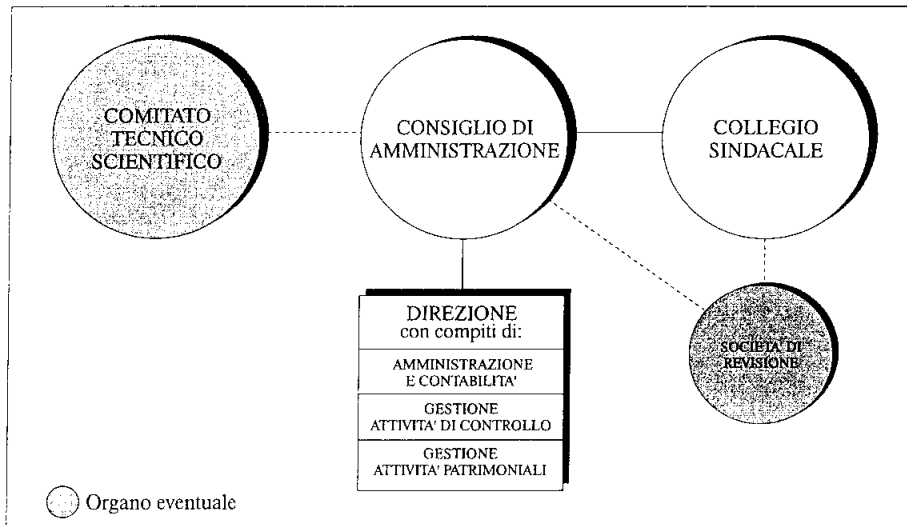 COMITATO
TECNICO
SCIENTIFICO
CONSIGLIO DI
AMMINISTRAZIONE
COLLEGIO
SINDACALE
DIREZIONE
con compiti di:
AMMINISTRAZIONE
E CONTABILITA'
GESTIONE
ATTIVITA' DI CONTROLLO
GESTIONE
ATTIVITA' PATRIMONIALI
SOCIETA' DI
REVISIONE
Organo eventuale